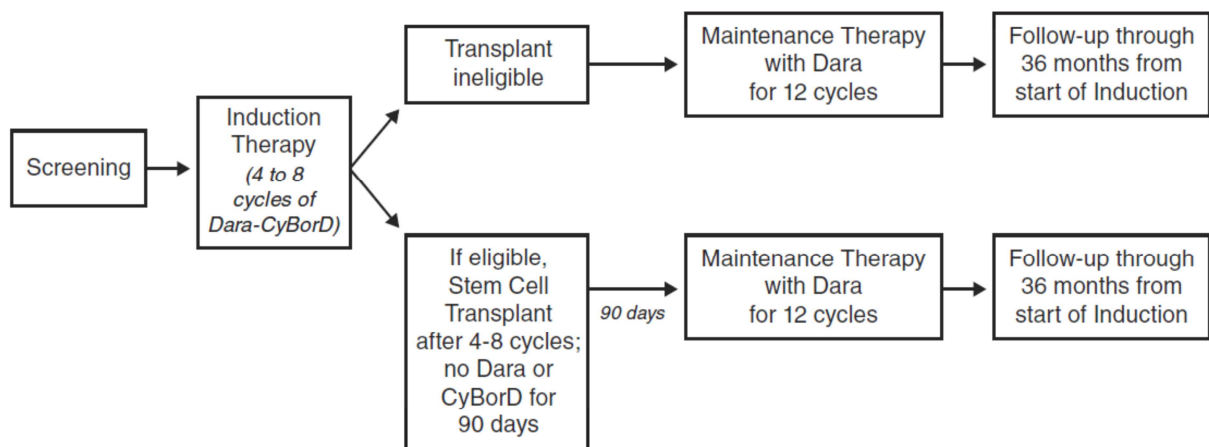 Screening
Induction
Therapy
(4 to 8
cycles of
Dara-CyBorD)
Transplant
ineligible
Maintenance Therapy
with Dara
for 12 cycles
Follow-up through
36 months from
start of Induction
If eligible,
Stem Cell
Transplant
after 4-8 cycles;
no Dara or
CyBorD for
90 days
90 days
Maintenance Therapy
with Dara
for 12 cycles
Follow-up through
36 months from
start of Induction